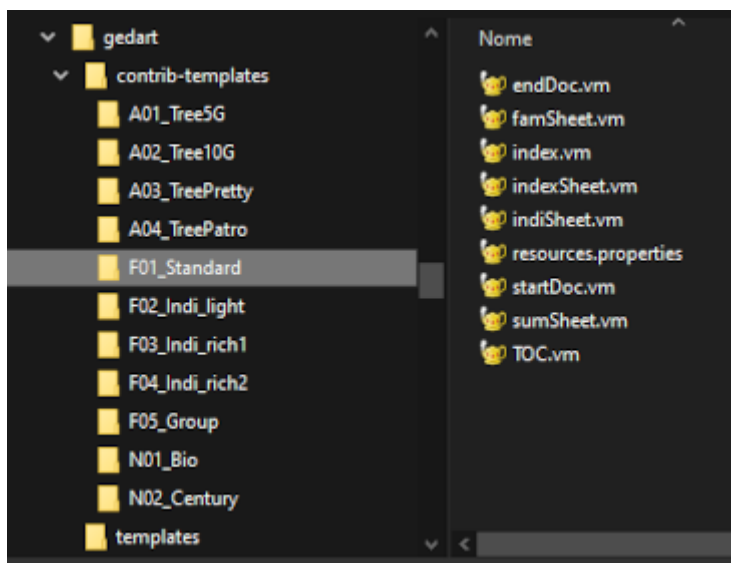 gedart
contrib-templates
A01_Tree5G
A02_Tree10G
A03_TreePretty
A04_TreePatro
F01_Standard
F02_Indi_light
F03_Indi_rich1
F04_Indi_rich2
F05_Group
N01_Bio
N02_Century
templates
Nome
endDoc.vm
famSheet.vm
index.vm
indexSheet.vm
indiSheet.vm
resources.properties
startDoc.vm
sumSheet.vm
TOC.vm